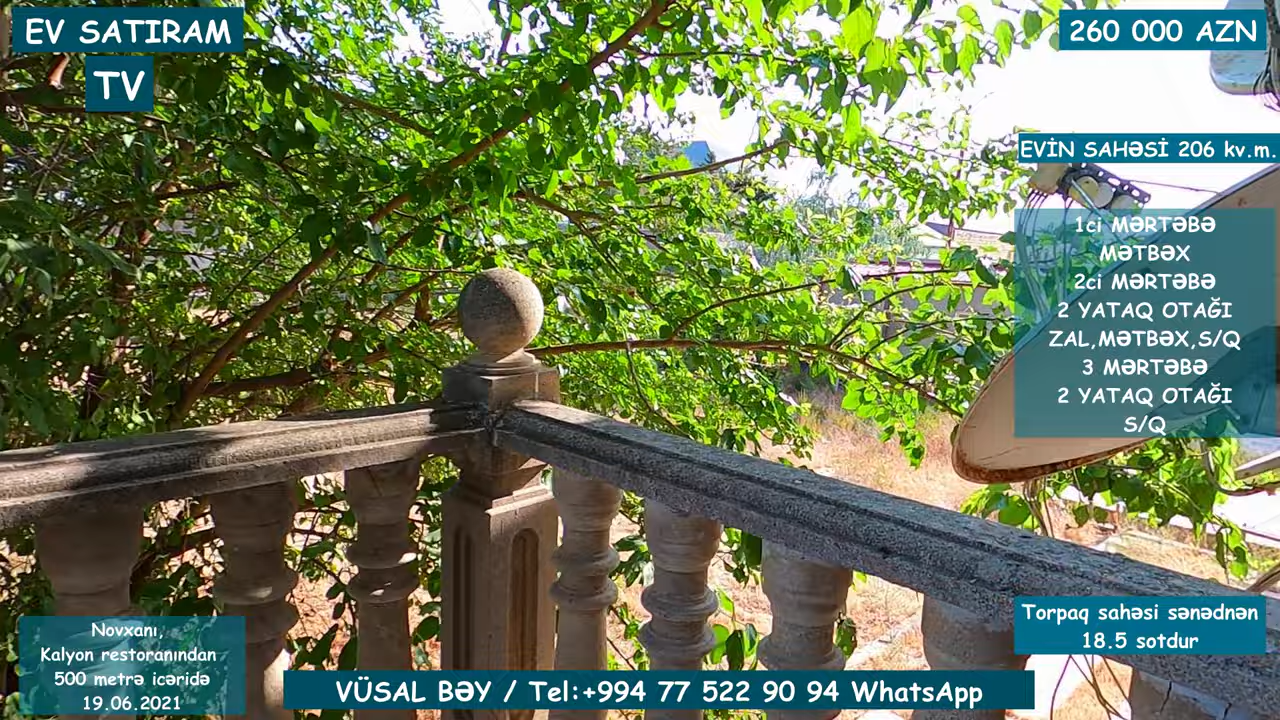 EV SATIRAM
TV
260 000 AZN
EVİN SAHƏSİ 206 kv.m.
1ci MƏRTƏBƏ
MƏTBƏX
2ci MƏRTƏBƏ
2 YATAQ OTAĞI
ZAL,MƏTBƏX,S/Q
3 MƏRTƏBƏ
2 YATAQ OTAĞI
S/Q
Torpaq sahəsi sənədnən
18.5 sotdur
Novxanı,
Kalyon restoranından
500 metrə icəridə
19.06.2021
VÜSAL BƏY / Tel:+994 77 522 90 94 WhatsApp